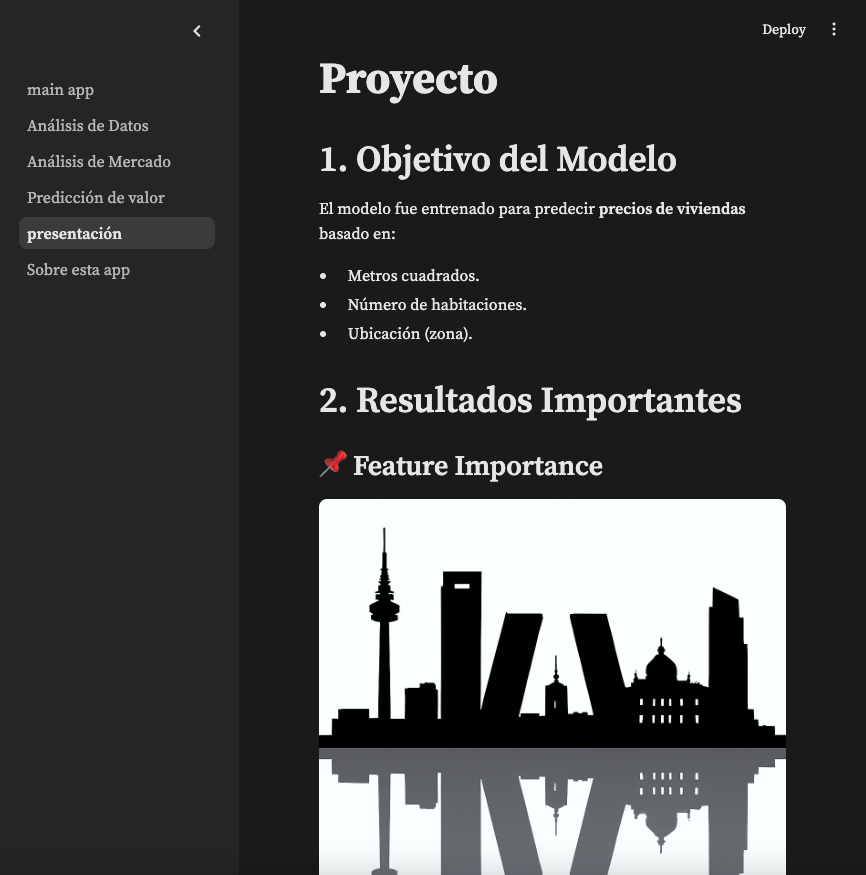 Deploy
main app
Análisis de Datos
Análisis de Mercado
Predicción de valor
presentación
Sobre esta app
Proyecto
1. Objetivo del Modelo
El modelo fue entrenado para predecir precios de viviendas
basado en:
• Metros cuadrados.
• Número de habitaciones.
• Ubicación (zona).
2. Resultados Importantes
📌 Feature Importance